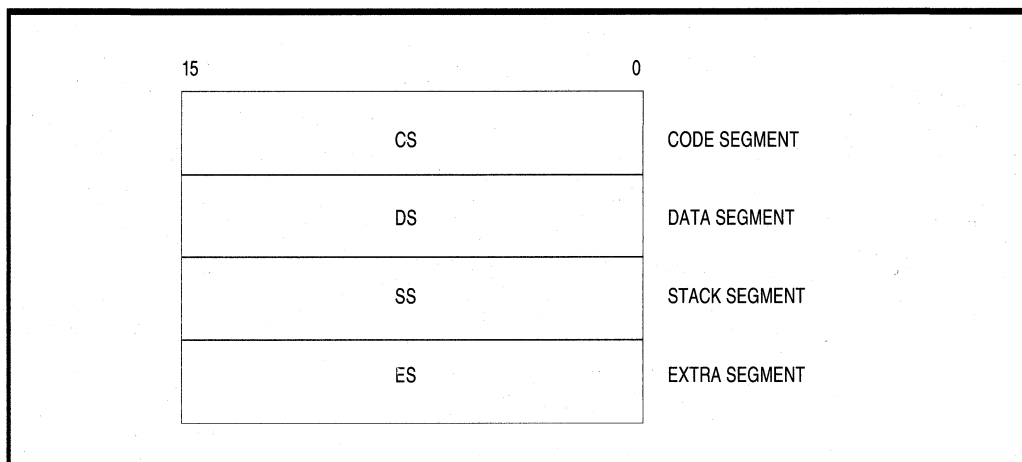 15 0
CS CODE SEGMENT
DS DATA SEGMENT
SS STACK SEGMENT
ES EXTRA SEGMENT